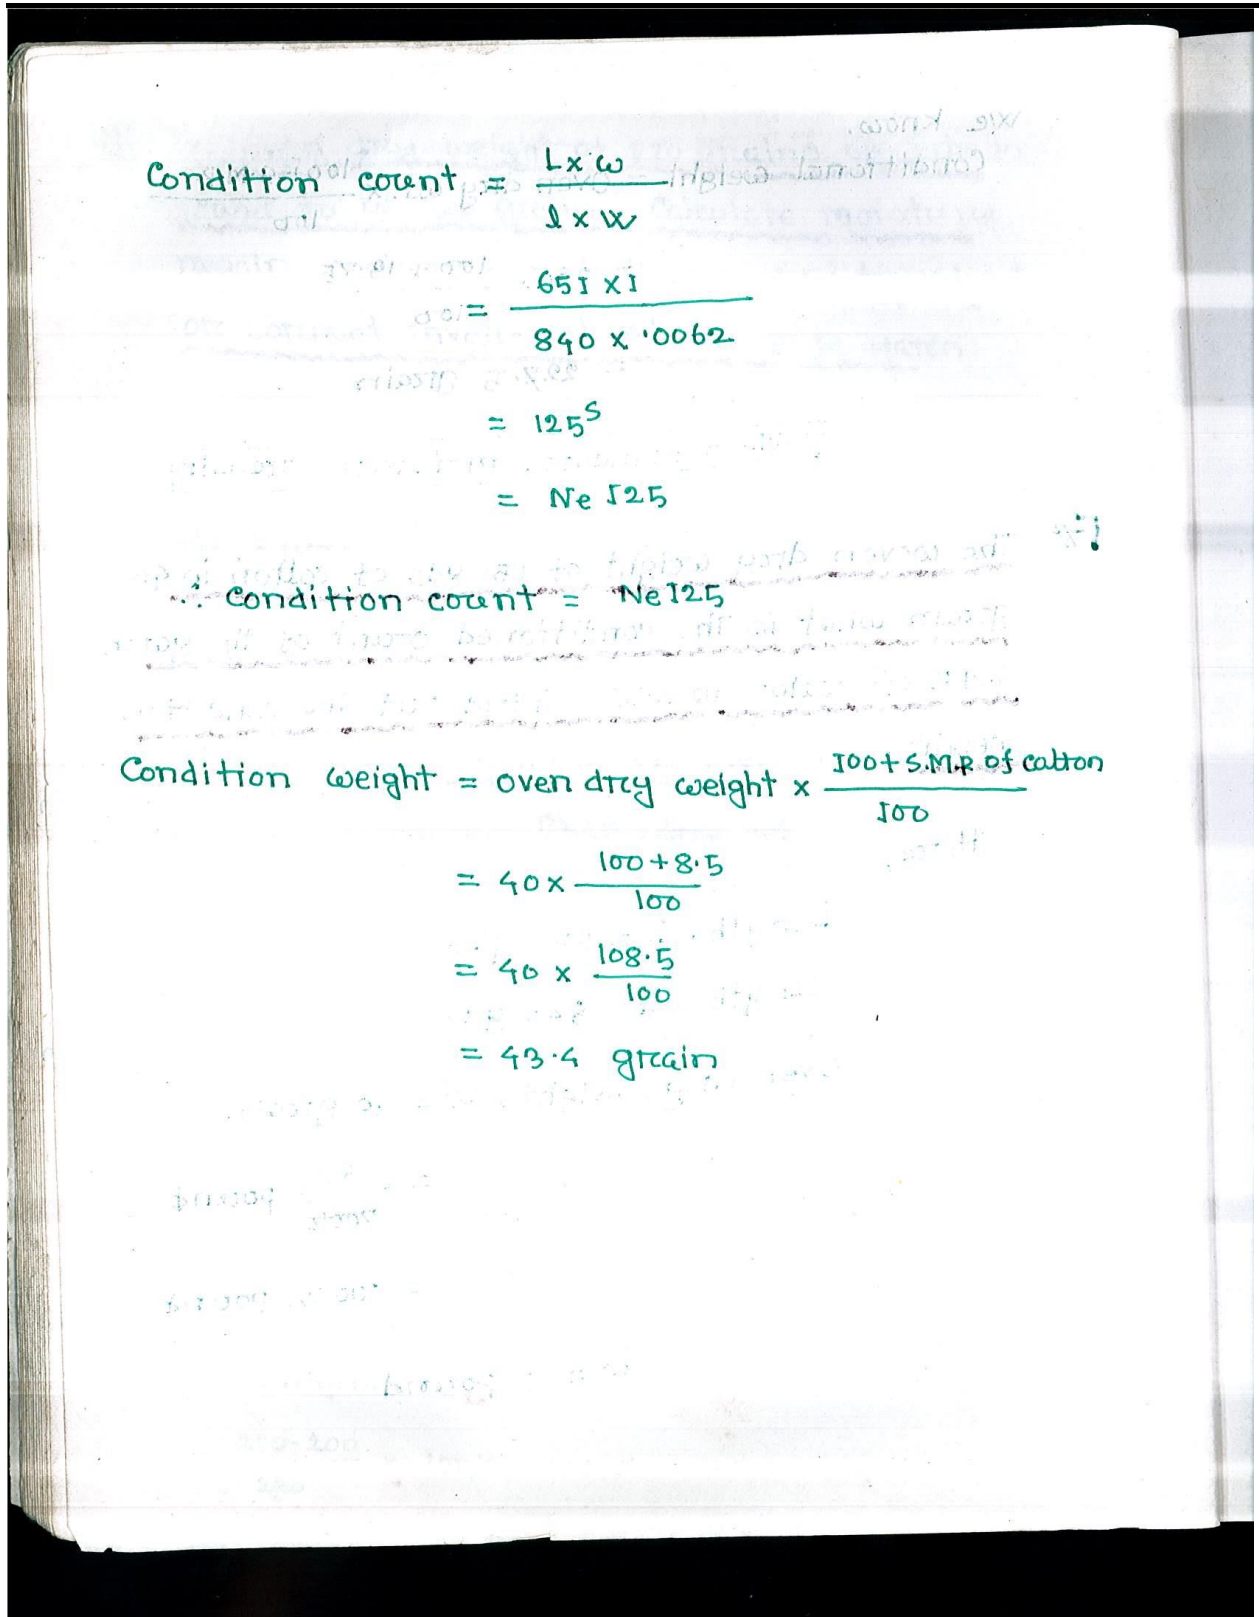 Condition count = L x w / l x W
= 651 x 1 / 840 x .0062
= 125ˢ
= Ne 125
∴ Condition count = Ne 125
Condition weight = oven dry weight x 100 + S.M.R of catton / 100
= 40 x 100 + 8.5 / 100
= 40 x 108.5 / 100
= 43.4 grain